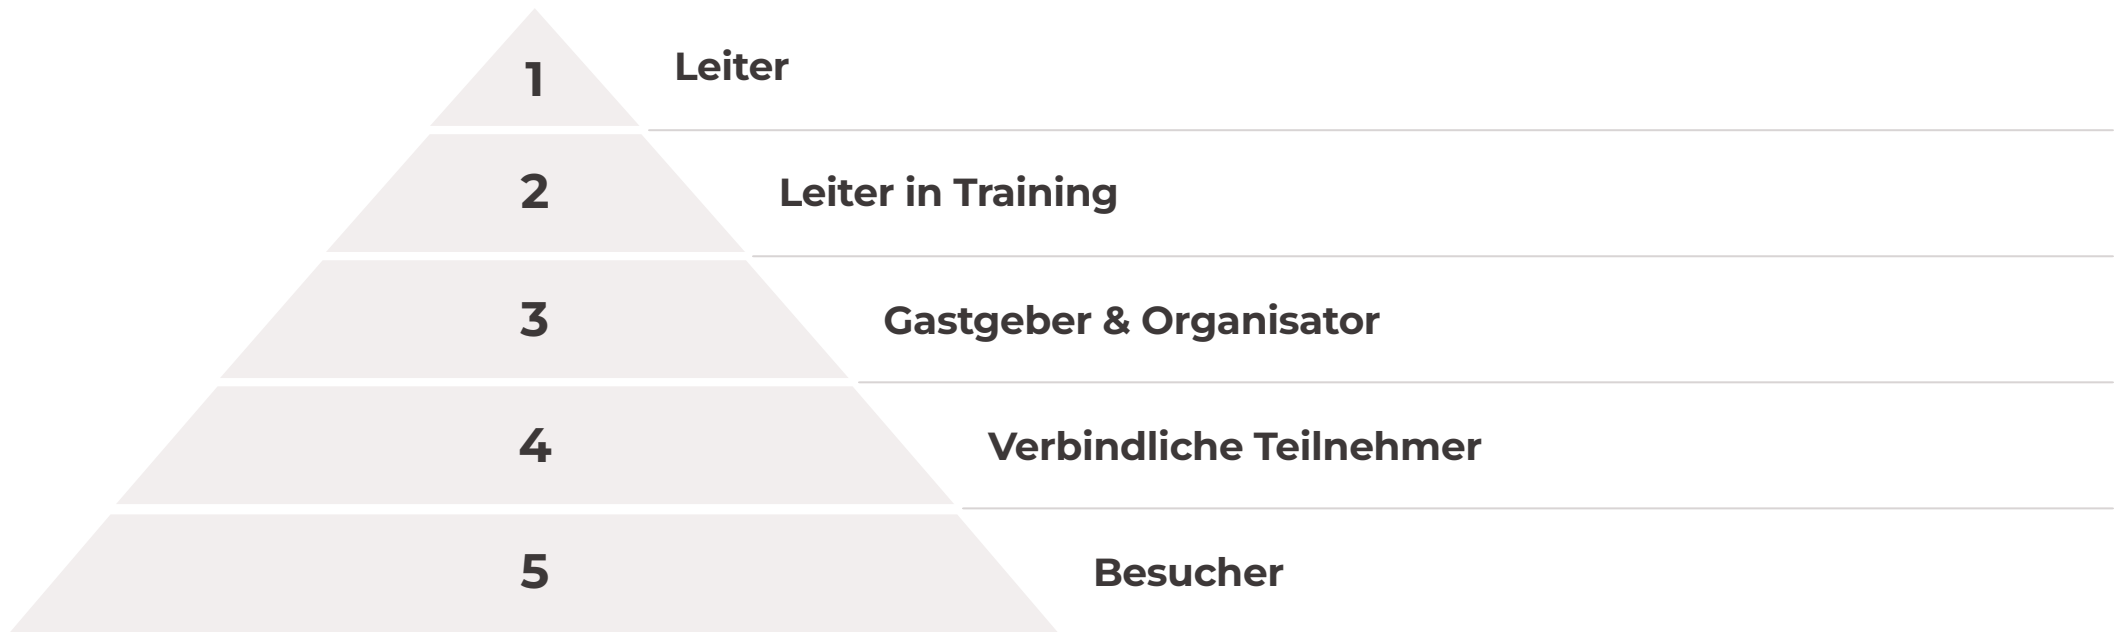 1 Leiter
2 Leiter in Training
3 Gastgeber & Organisator
4 Verbindliche Teilnehmer
5 Besucher